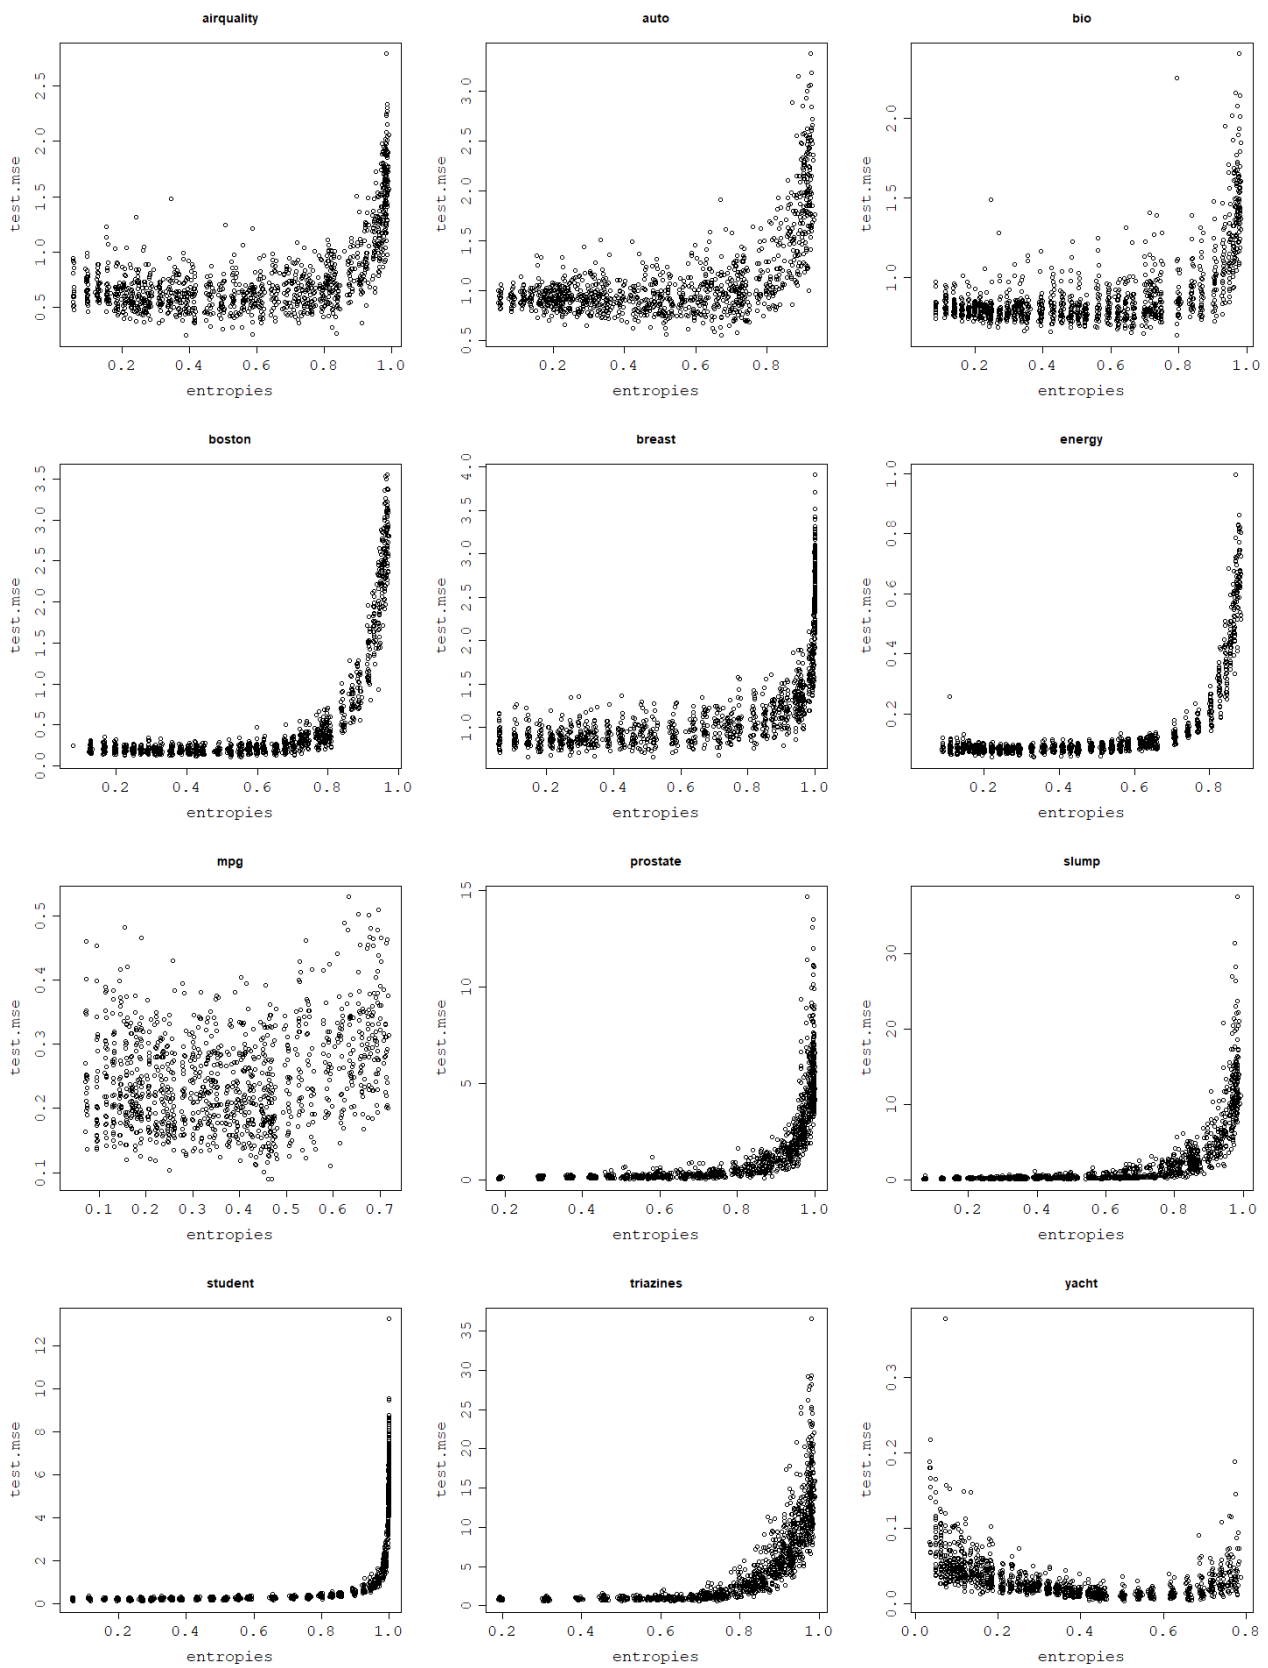 airquality
auto
bio
test.mse
0.5 1.0 1.5 2.0 2.5
0.2 0.4 0.6 0.8 1.0
entropies
test.mse
0.5 1.0 1.5 2.0 2.5 3.0
0.2 0.4 0.6 0.8
entropies
test.mse
1.0 1.5 2.0
0.2 0.4 0.6 0.8 1.0
entropies
boston
breast
energy
test.mse
0.0 0.5 1.0 1.5 2.0 2.5 3.0 3.5
0.2 0.4 0.6 0.8 1.0
entropies
test.mse
1.0 1.5 2.0 2.5 3.0 3.5 4.0
0.2 0.4 0.6 0.8 1.0
entropies
test.mse
0.2 0.4 0.6 0.8 1.0
0.2 0.4 0.6 0.8
entropies
mpg
prostate
slump
test.mse
0.1 0.2 0.3 0.4 0.5
0.1 0.2 0.3 0.4 0.5 0.6 0.7
entropies
test.mse
0 5 10 15
0.2 0.4 0.6 0.8 1.0
entropies
test.mse
0 10 20 30
0.2 0.4 0.6 0.8 1.0
entropies
student
triazines
yacht
test.mse
0 2 4 6 8 10 12
0.2 0.4 0.6 0.8 1.0
entropies
test.mse
0 5 10 15 20 25 30 35
0.2 0.4 0.6 0.8 1.0
entropies
test.mse
0.0 0.1 0.2 0.3
0.0 0.2 0.4 0.6 0.8
entropies